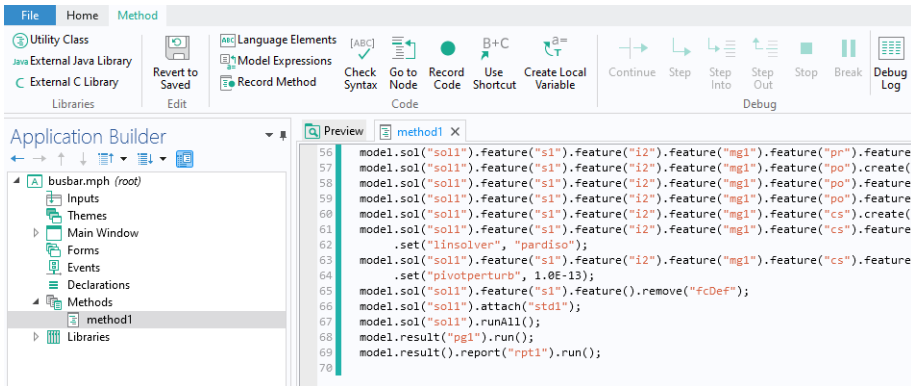 File Home Method
Utility Class
Java External Java Library
C External C Library
Libraries
Revert to
Saved
Edit
ABC Language Elements
Model Expressions
Record Method
[ABC]
Check
Syntax
Go to
Node
Record
Code
B+C
Use
Shortcut
a=
T
Create Local
Variable
Code
Continue
Step
Step
Into
Step
Out
Stop
Break
Debug
Debug
Log
Application Builder
A busbar.mph (root)
Inputs
Themes
Main Window
Forms
Events
Declarations
Methods
method1
Libraries
Preview method1
56 model.sol("sol1").feature("s1").feature("i2").feature("mg1").feature("pr").feature
57 model.sol("sol1").feature("s1").feature("i2").feature("mg1").feature("po").create(
58 model.sol("sol1").feature("s1").feature("i2").feature("mg1").feature("po").feature
59 model.sol("sol1").feature("s1").feature("i2").feature("mg1").feature("po").feature
60 model.sol("sol1").feature("s1").feature("i2").feature("mg1").feature("cs").create(
61 model.sol("sol1").feature("s1").feature("i2").feature("mg1").feature("cs").feature
62 .set("linsolver", "pardiso");
63 model.sol("sol1").feature("s1").feature("i2").feature("mg1").feature("cs").feature
64 .set("pivotperturb", 1.0E-13);
65 model.sol("sol1").feature("s1").feature().remove("fcDef");
66 model.sol("sol1").attach("std1");
67 model.sol("sol1").runAll();
68 model.result("pg1").run();
69 model.result().report("rpt1").run();
70